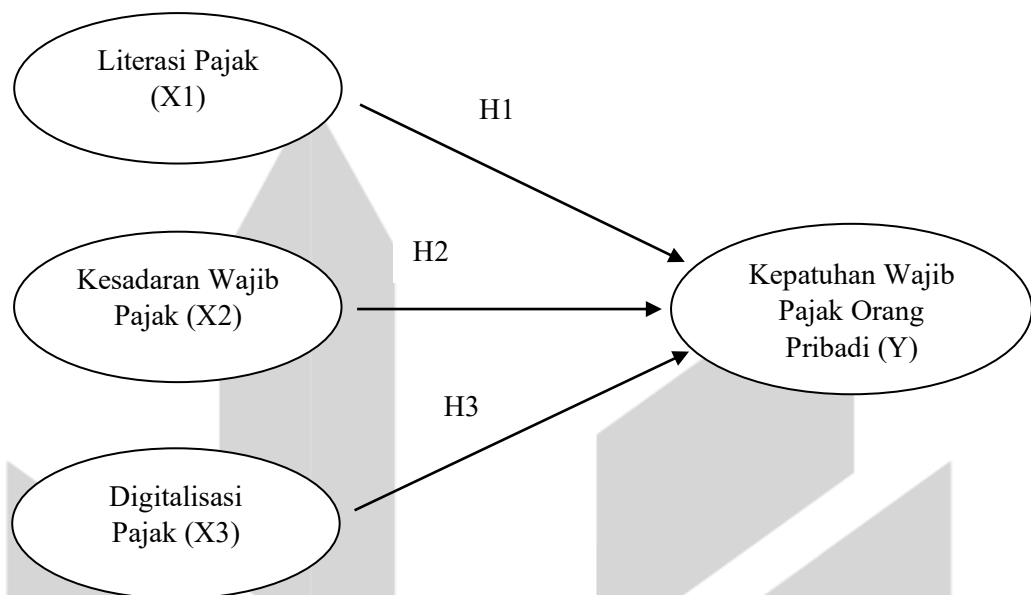 Literasi Pajak
(X1)
H1
Kesadaran Wajib
Pajak (X2)
H2
Kepatuhan Wajib
Pajak Orang
Pribadi (Y)
H3
Digitalisasi
Pajak (X3)